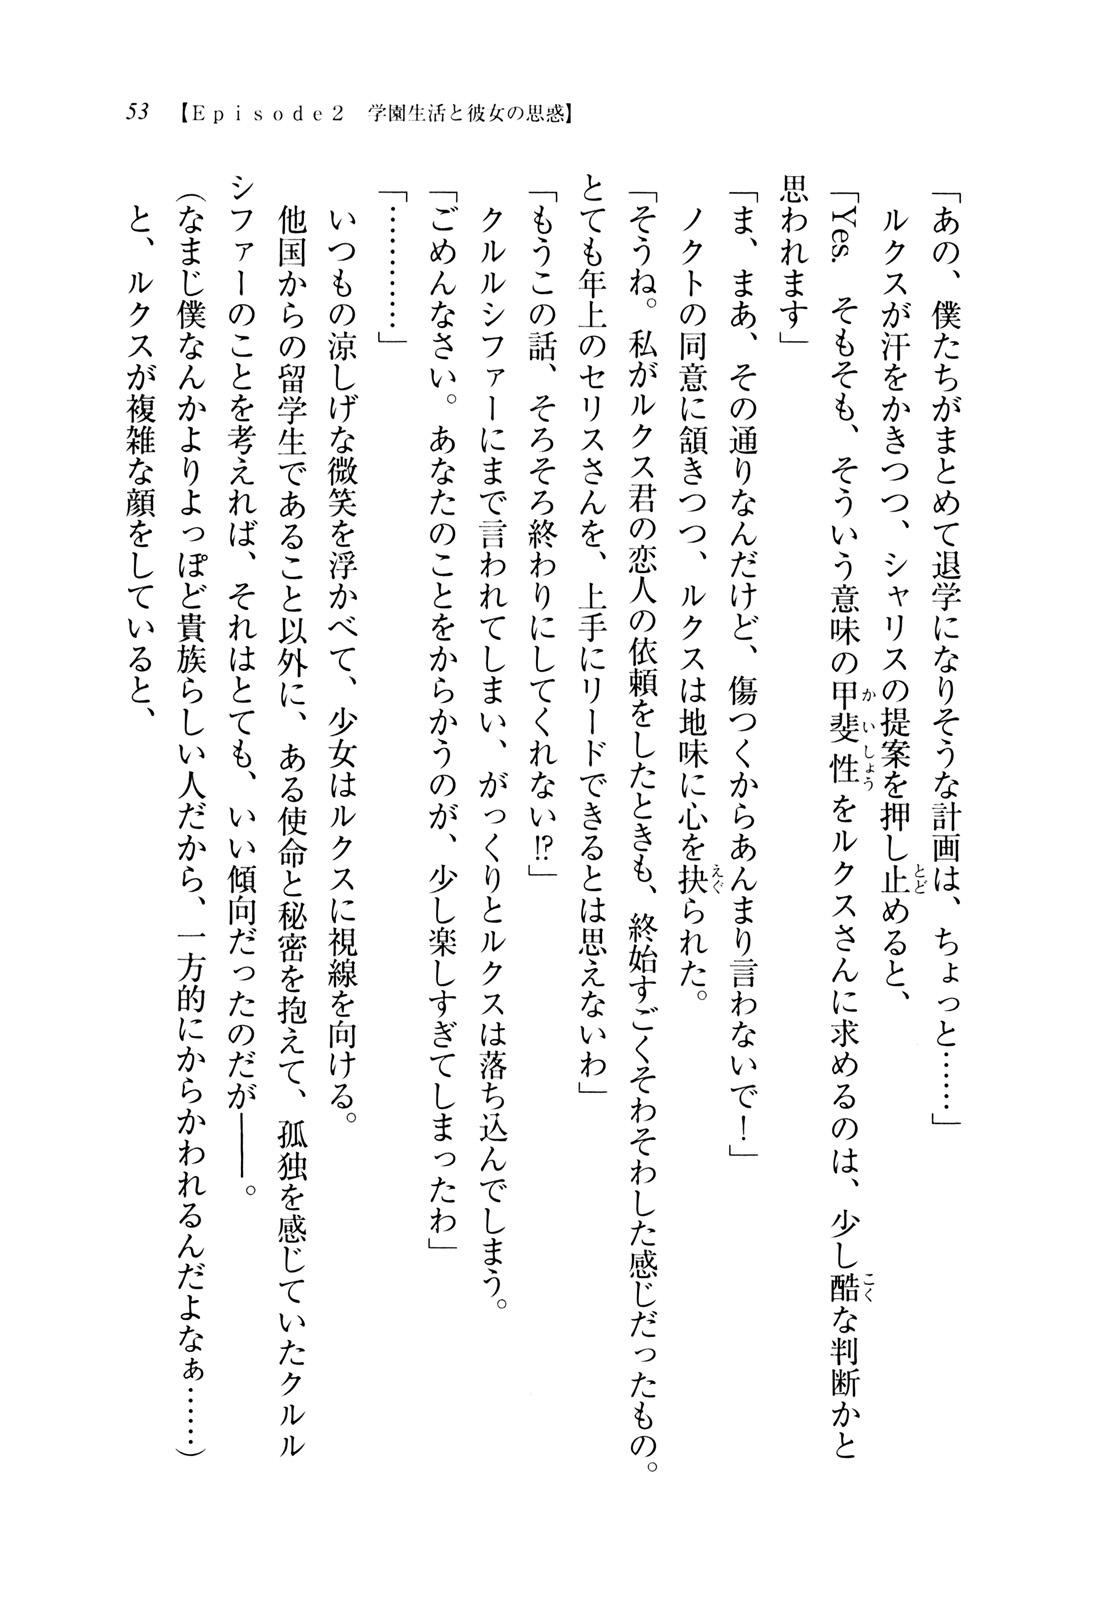 53 【Episode2　学園生活と彼女の思惑】
「あの、僕たちがまとめて退学になりそうな計画は、ちょっと……」
　ルクスが汗をかきつつ、シャリスの提案を押し止めると、
「Yes. そもそも、そういう意味の甲斐性をルクスさんに求めるのは、少し酷な判断かと
思われます」
「ま、まあ、その通りなんだけど、傷つくからあんまり言わないで！」
　ノクトの同意に頷きつつ、ルクスは地味に心を抉られた。
「そうね。私がルクス君の恋人の依頼をしたときも、終始すごくそわそわした感じだったもの。
とても年上のセリスさんを、上手にリードできるとは思えないわ」
「もうこの話、そろそろ終わりにしてくれない!?」
　クルルシファーにまで言われてしまい、がっくりとルクスは落ち込んでしまう。
「ごめんなさい。あなたのことをからかうのが、少し楽しすぎてしまったわ」
「…………」
　いつもの涼しげな微笑を浮かべて、少女はルクスに視線を向ける。
　他国からの留学生であること以外に、ある使命と秘密を抱えて、孤独を感じていたクルル
シファーのことを考えれば、それはとても、いい傾向だったのだが――。
（なまじ僕なんかよりよっぽど貴族らしい人だから、一方的にからかわれるんだよなぁ……）
　と、ルクスが複雑な顔をしていると、